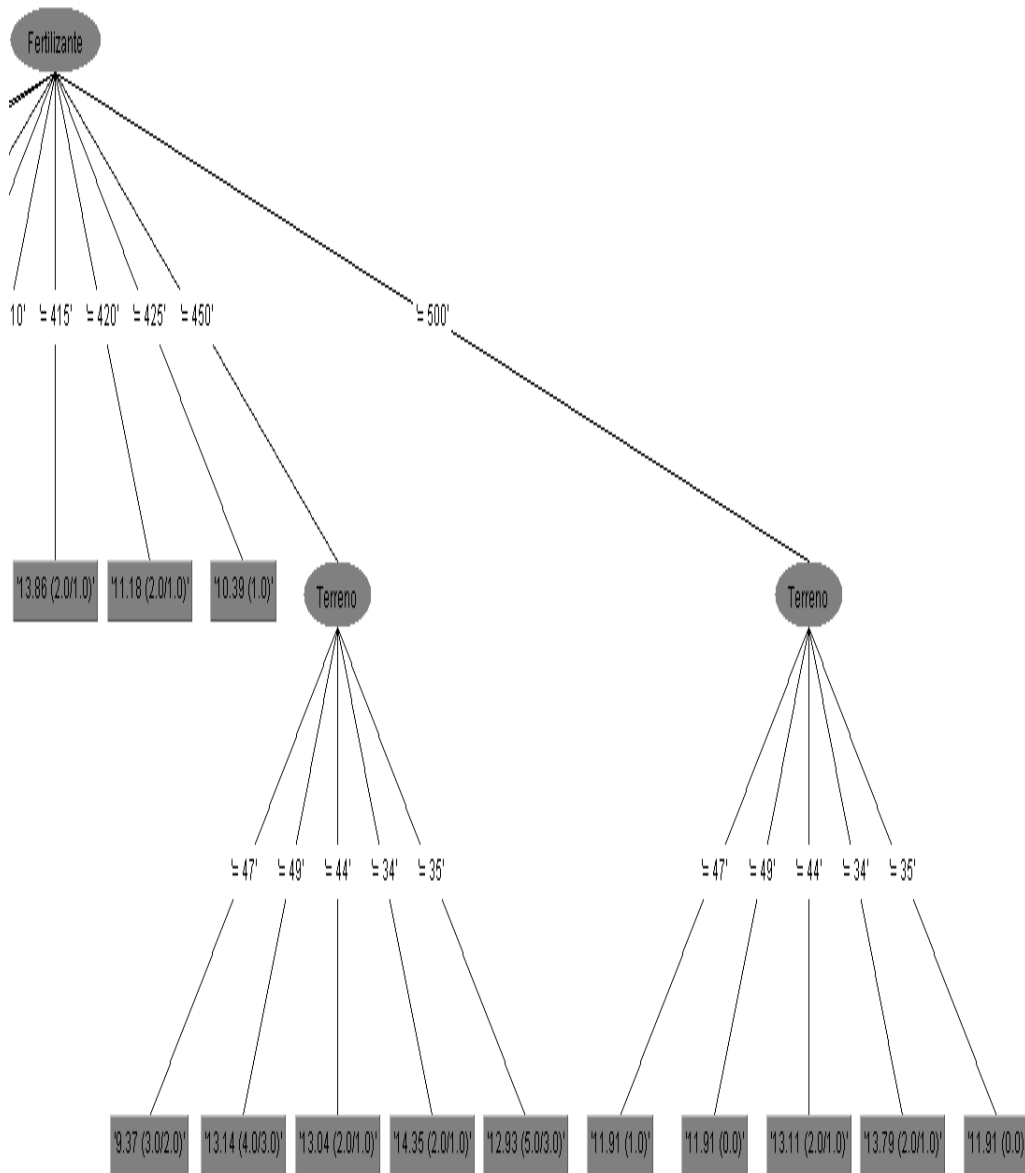 Fertilizante
10' '= 415' '= 420' '= 425' '= 450' '= 500'
'13.86 (2.0/1.0)' '11.18 (2.0/1.0)' '10.39 (1.0)' Terreno Terreno
'= 47' '= 49' '= 44' '= 34' '= 35' '= 47' '= 49' '= 44' '= 34' '= 35'
'9.37 (3.0/2.0)' '13.14 (4.0/3.0)' '13.04 (2.0/1.0)' '14.35 (2.0/1.0)' '12.93 (5.0/3.0)' '11.91 (1.0)' '11.91 (0.0)' '13.11 (2.0/1.0)' '13.79 (2.0/1.0)' '11.91 (0.0)'